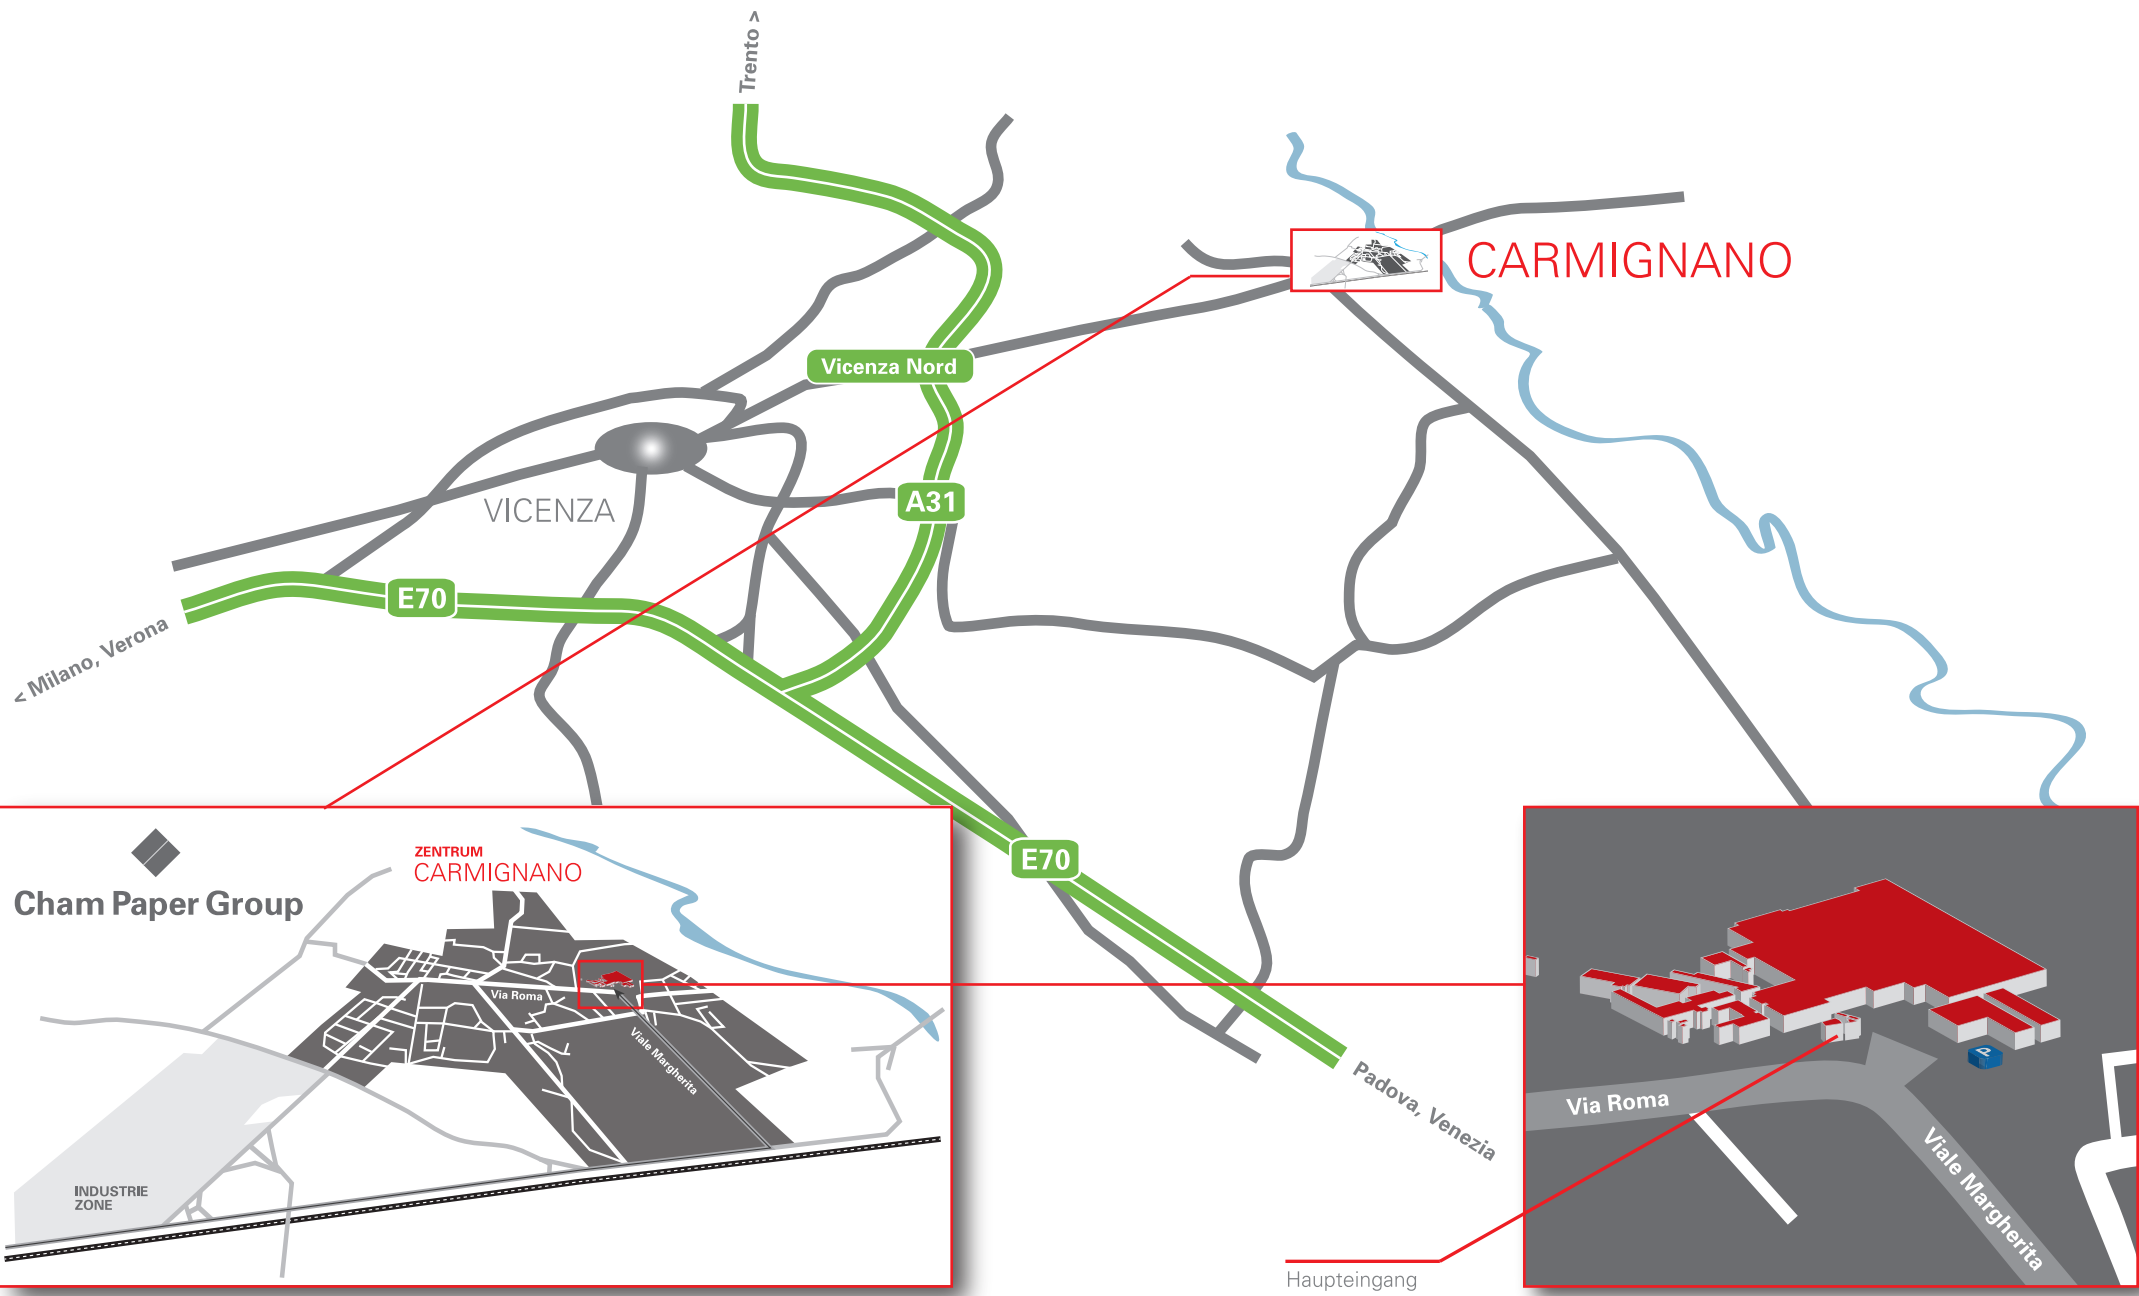 Trento >
CARMIGNANO
Vicenza Nord
A31
VICENZA
E70
< Milano, Verona
E70
Padova, Venezia
Cham Paper Group
ZENTRUM
CARMIGNANO
Via Roma
Viale Margherita
INDUSTRIE
ZONE
P
Via Roma
Viale Margherita
Haupteingang